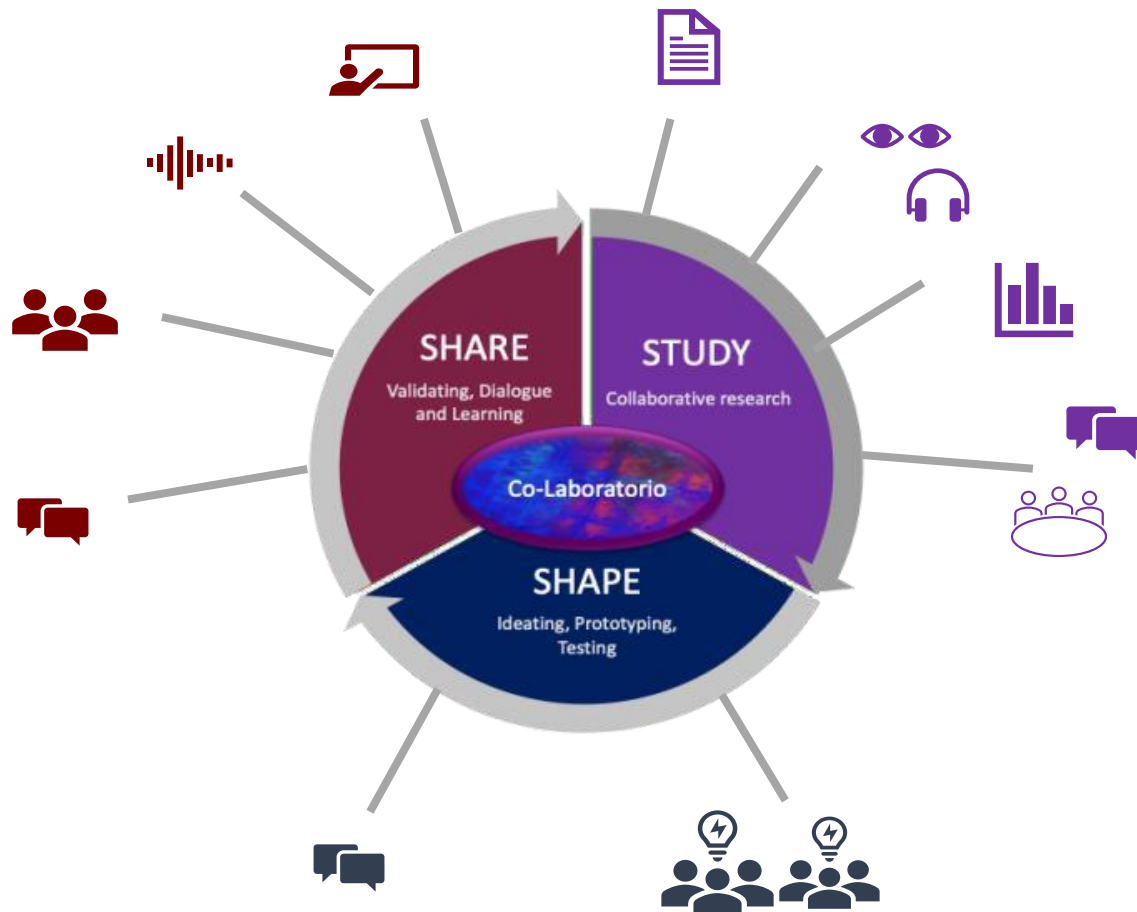 SHARE
Validating, Dialogue
and Learning
STUDY
Collaborative research
Co-Laboratorio
SHAPE
Ideating, Prototyping,
Testing